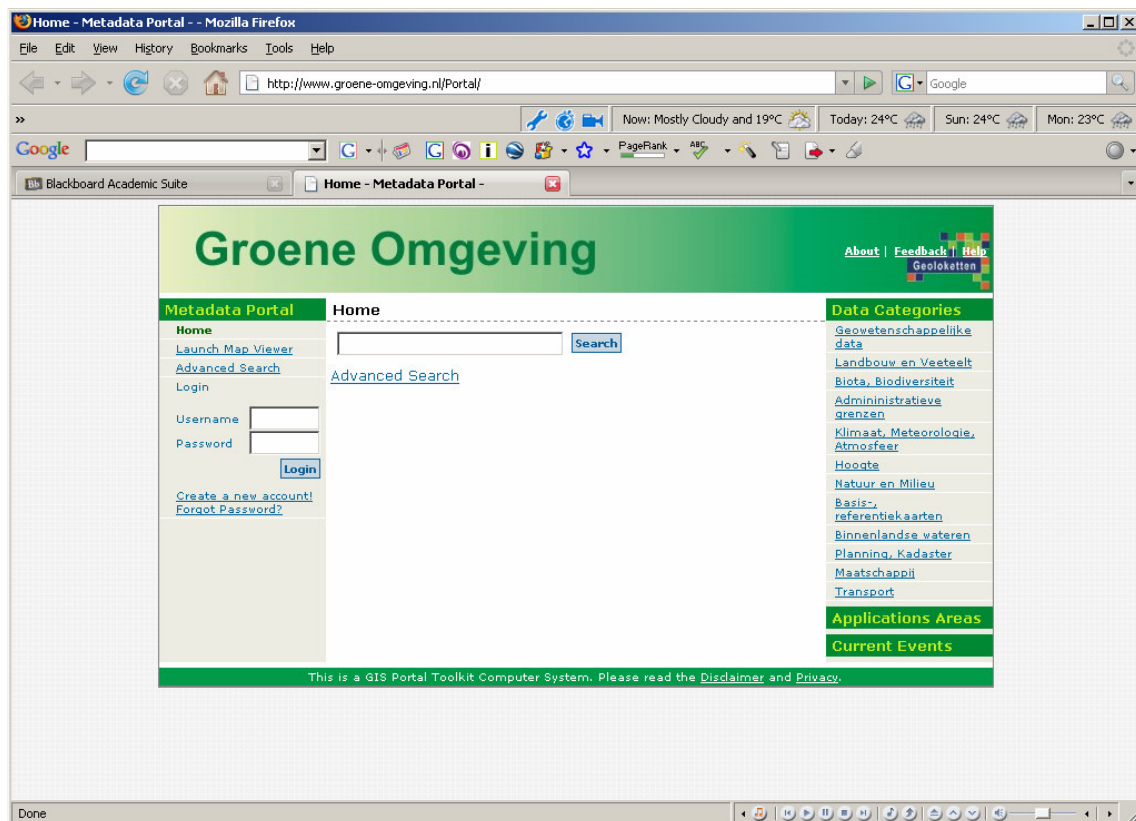 Home - Metadata Portal - - Mozilla Firefox
File Edit View History Bookmarks Tools Help
http://www.groene-omgeving.nl/Portal/
G Google
» Now: Mostly Cloudy and 19°C Today: 24°C Sun: 24°C Mon: 23°C
Google G G i PageRank ABC
Bb Blackboard Academic Suite Home - Metadata Portal -
Groene Omgeving
About | Feedback | Help
Geoloketten
Metadata Portal
Home
Launch Map Viewer
Advanced Search
Login
Username
Password
Login
Create a new account!
Forgot Password?
Home
Search
Advanced Search
Data Categories
Geowetenschappelijke
data
Landbouw en Veeteelt
Biota, Biodiversiteit
Admininistratieve
grenzen
Klimaat, Meteorologie,
Atmosfeer
Hoogte
Natuur en Milieu
Basis-,
referentiekaarten
Binnenlandse wateren
Planning, Kadaster
Maatschappij
Transport
Applications Areas
Current Events
This is a GIS Portal Toolkit Computer System. Please read the Disclaimer and Privacy.
Done